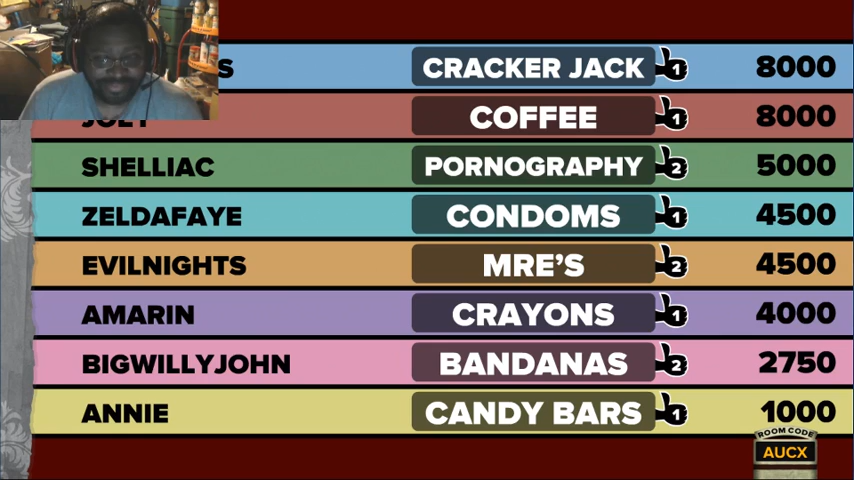 S CRACKER JACK 1 8000
JOEY COFFEE 1 8000
SHELLIAC PORNOGRAPHY 2 5000
ZELDAFAYE CONDOMS 1 4500
EVILNIGHTS MRE'S 2 4500
AMARIN CRAYONS 1 4000
BIGWILLYJOHN BANDANAS 2 2750
ANNIE CANDY BARS 1 1000
ROOM CODE
AUCX